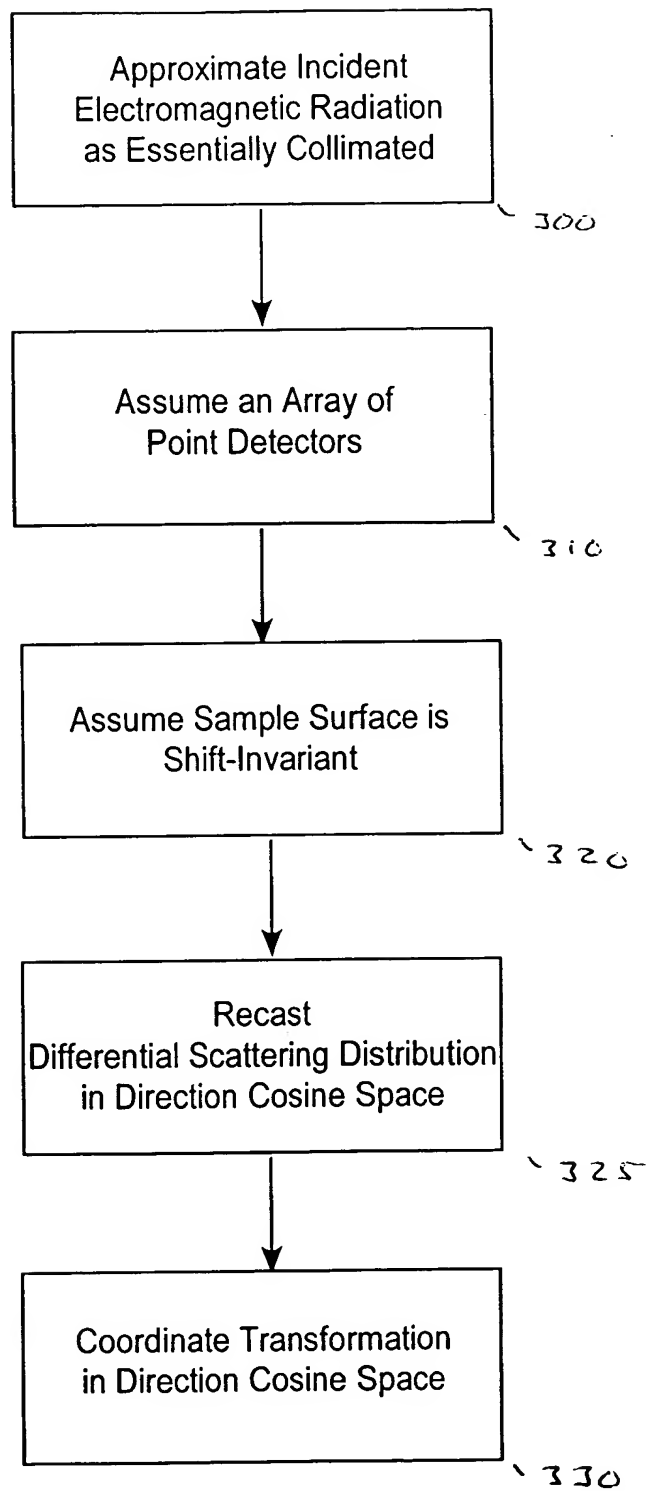 Approximate Incident
Electromagnetic Radiation
as Essentially Collimated
300
Assume an Array of
Point Detectors
310
Assume Sample Surface is
Shift-Invariant
320
Recast
Differential Scattering Distribution
in Direction Cosine Space
325
Coordinate Transformation
in Direction Cosine Space
330